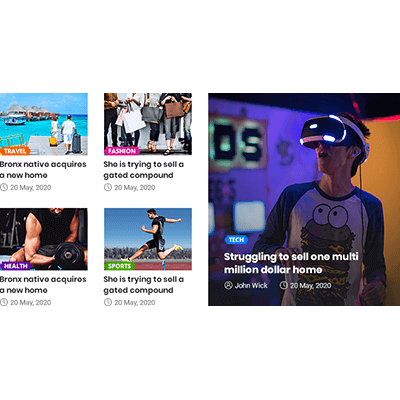 TRAVEL
Bronx native acquires
a new home
20 May, 2020
FASHION
She is trying to sell a
gated compound
20 May, 2020
HEALTH
Bronx native acquires
a new home
20 May, 2020
SPORTS
She is trying to sell a
gated compound
20 May, 2020
TECH
Struggling to sell one multi
million dollar home
John Wick 20 May, 2020